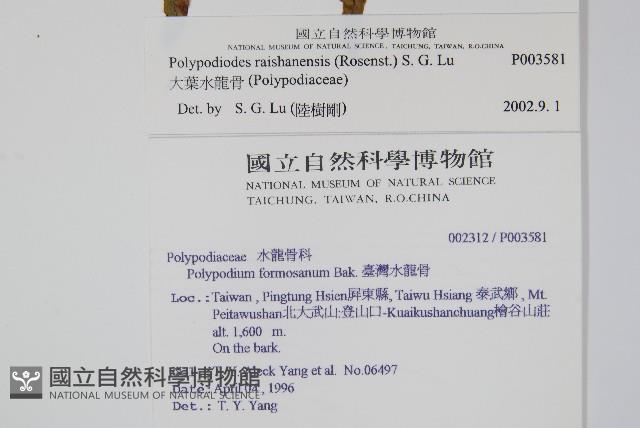 國立自然科學博物館
NATIONAL MUSEUM OF NATURAL SCIENCE, TAICHUNG, TAIWAN, R.O.CHINA
Polypodiodes raishanensis (Rosenst.) S. G. Lu P003581
大葉水龍骨 (Polypodiaceae)
Det. by S. G. Lu (陸樹剛) 2002.9. 1
國立自然科學博物館
NATIONAL MUSEUM OF NATURAL SCIENCE
TAICHUNG, TAIWAN, R.O.CHINA
002312 / P003581
Polypodiaceae 水龍骨科
Polypodium formosanum Bak. 臺灣水龍骨
Loc.:Taiwan , Pingtung Hsien屏東縣, Taiwu Hsiang 泰武鄉 , Mt.
Peitawushan北大武山:登山口-Kuaikushanchuang檜谷山莊
alt. 1,600 m.
On the bark.
Yang et al. No.06497
Date: April 04 , 1996
Det.: T. Y. Yang
國立自然科學博物館
NATIONAL MUSEUM OF NATURAL SCIENCE